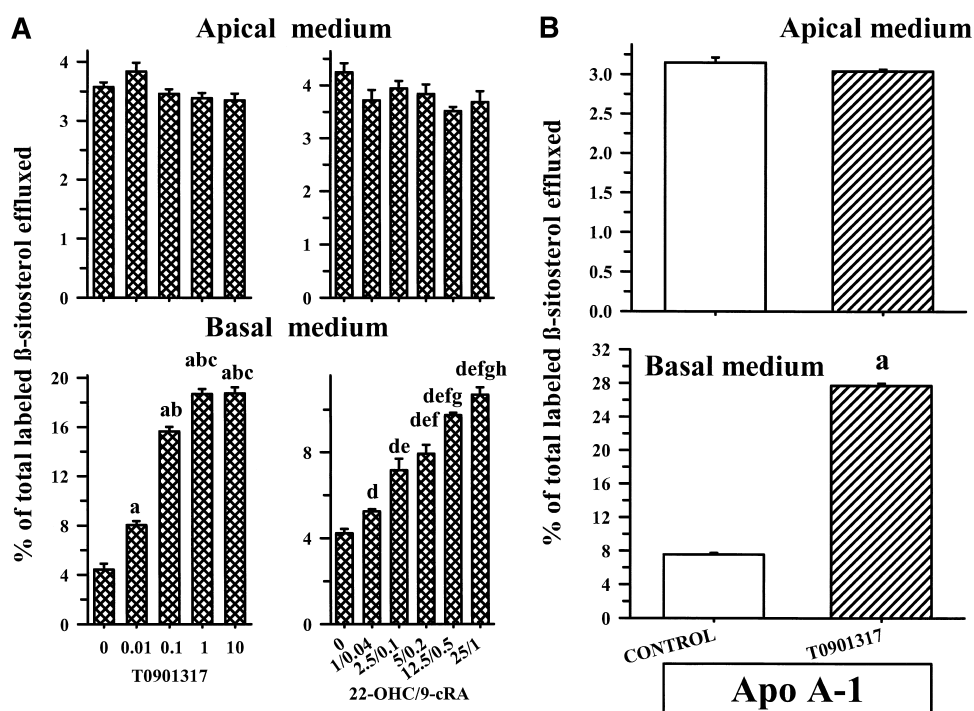 A
Apical medium
% of total labeled ß-sitosterol effluxed
4
3
2
1
0
4
3
2
1
0
Basal medium
20
16
12
8
4
0
a
ab
abc
abc
0 0.01 0.1 1 10
T0901317
8
4
0
d
de
def
defg
defgh
0 1/0.04 2.5/0.1 5/0.2 12.5/0.5 25/1
22-OHC/9-cRA
B
Apical medium
% of total labeled ß-sitosterol effluxed
3.0
2.5
2.0
1.5
1.0
0.5
0.0
Basal medium
a
32
28
24
20
16
12
8
4
0
CONTROL T0901317
Apo A-1